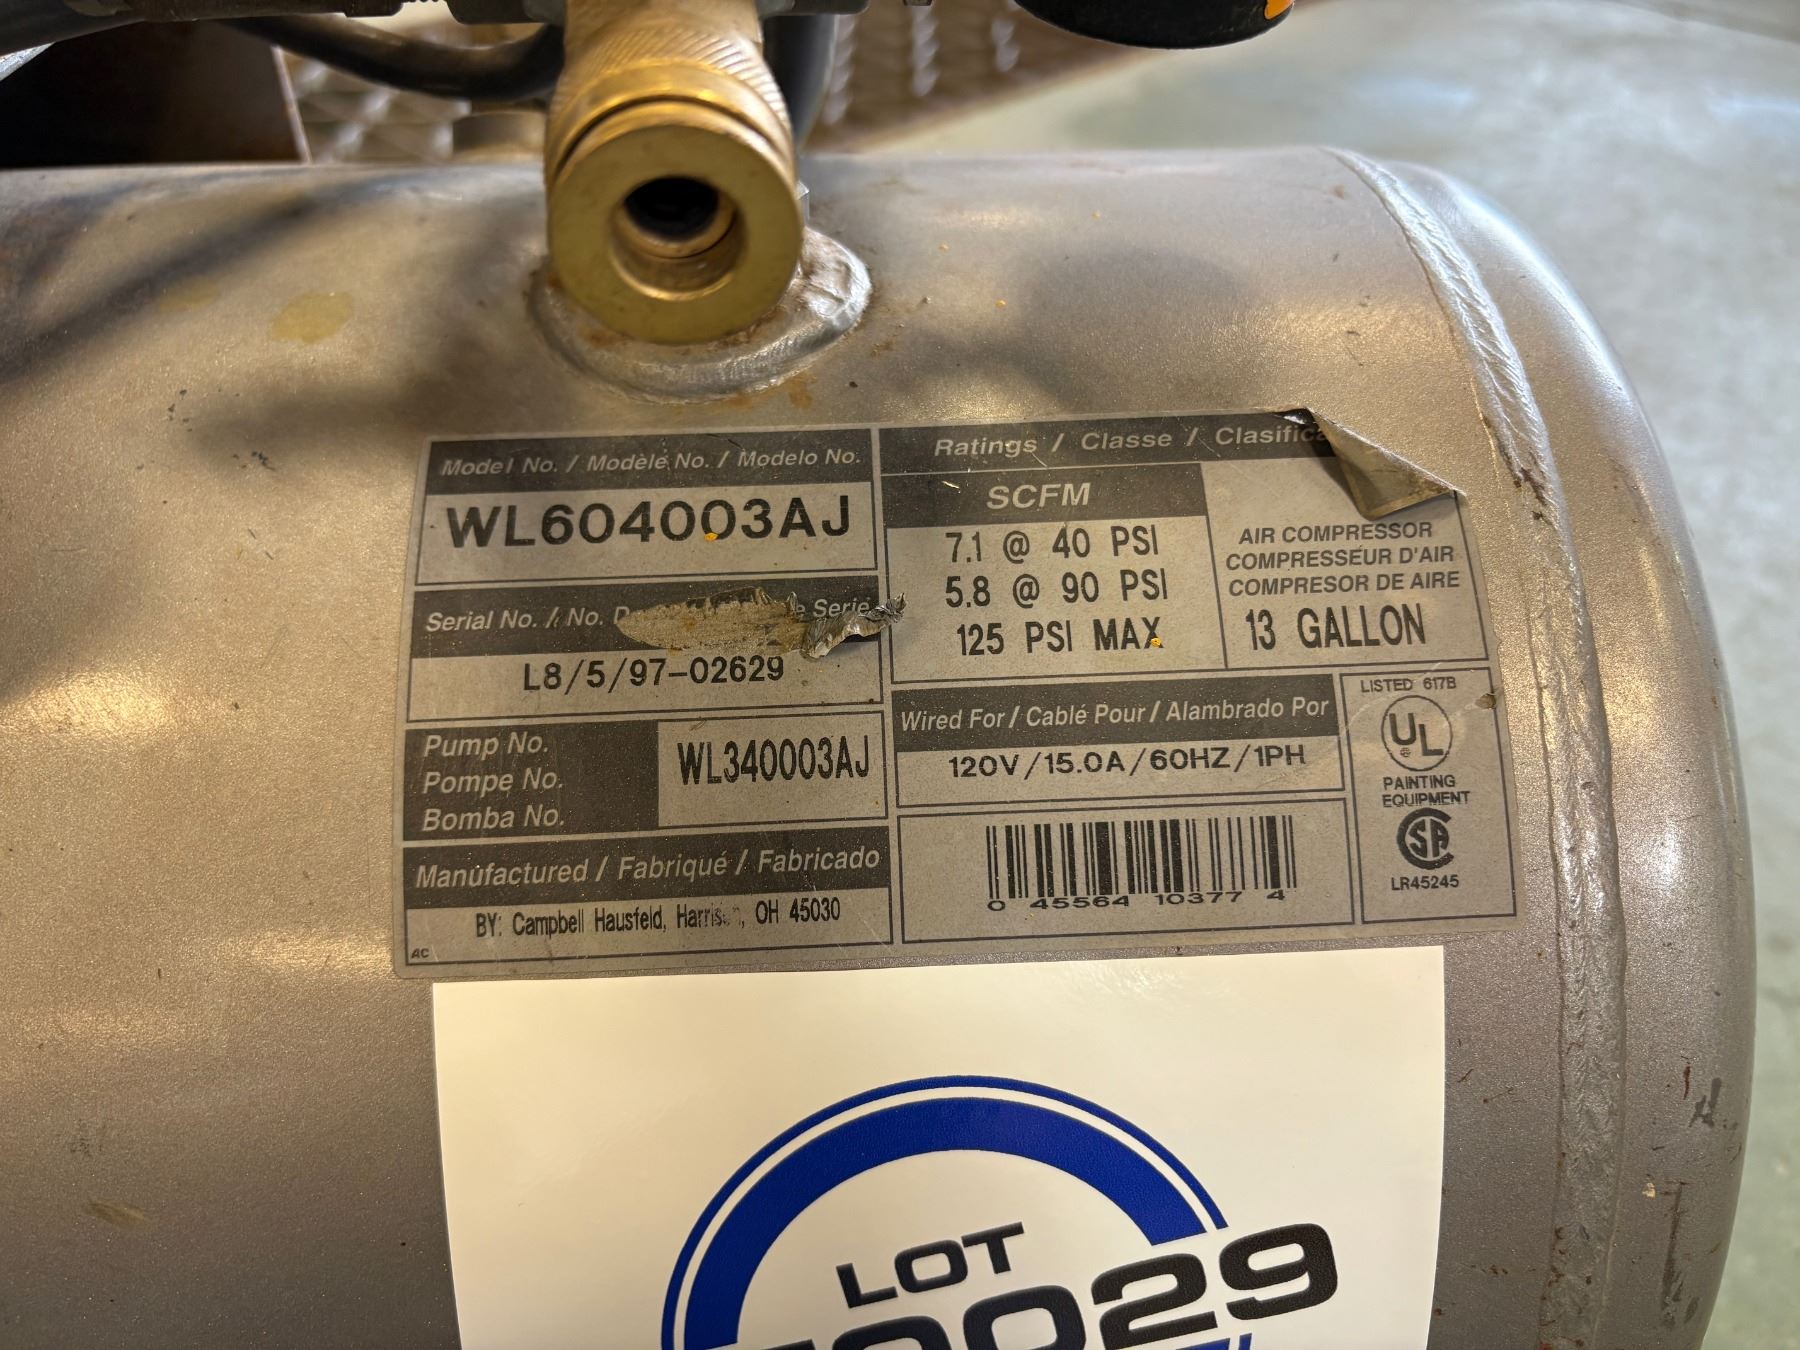 Model No. / Modèle No. / Modelo No.
WL604003AJ
Serial No. / No. Serie
L8/5/97-02629
Pump No.
Pompe No.
Bomba No.
WL340003AJ
Manufactured / Fabriqué / Fabricado
BY: Campbell Hausfeld, OH 45030
AC
Ratings / Classe /
SCFM
7.1 @ 40 PSI
5.8 @ 90 PSI
125 PSI MAX
AIR COMPRESSOR
COMPRESSEUR D'AIR
COMPRESOR DE AIRE
13 GALLON
Wired For / Cablé Pour / Alambrado Por
120V/15.0A/60HZ/1PH
0 45564 10377 4
LISTED 617B
UL
®
PAINTING
EQUIPMENT
SA
LR45245
LOT